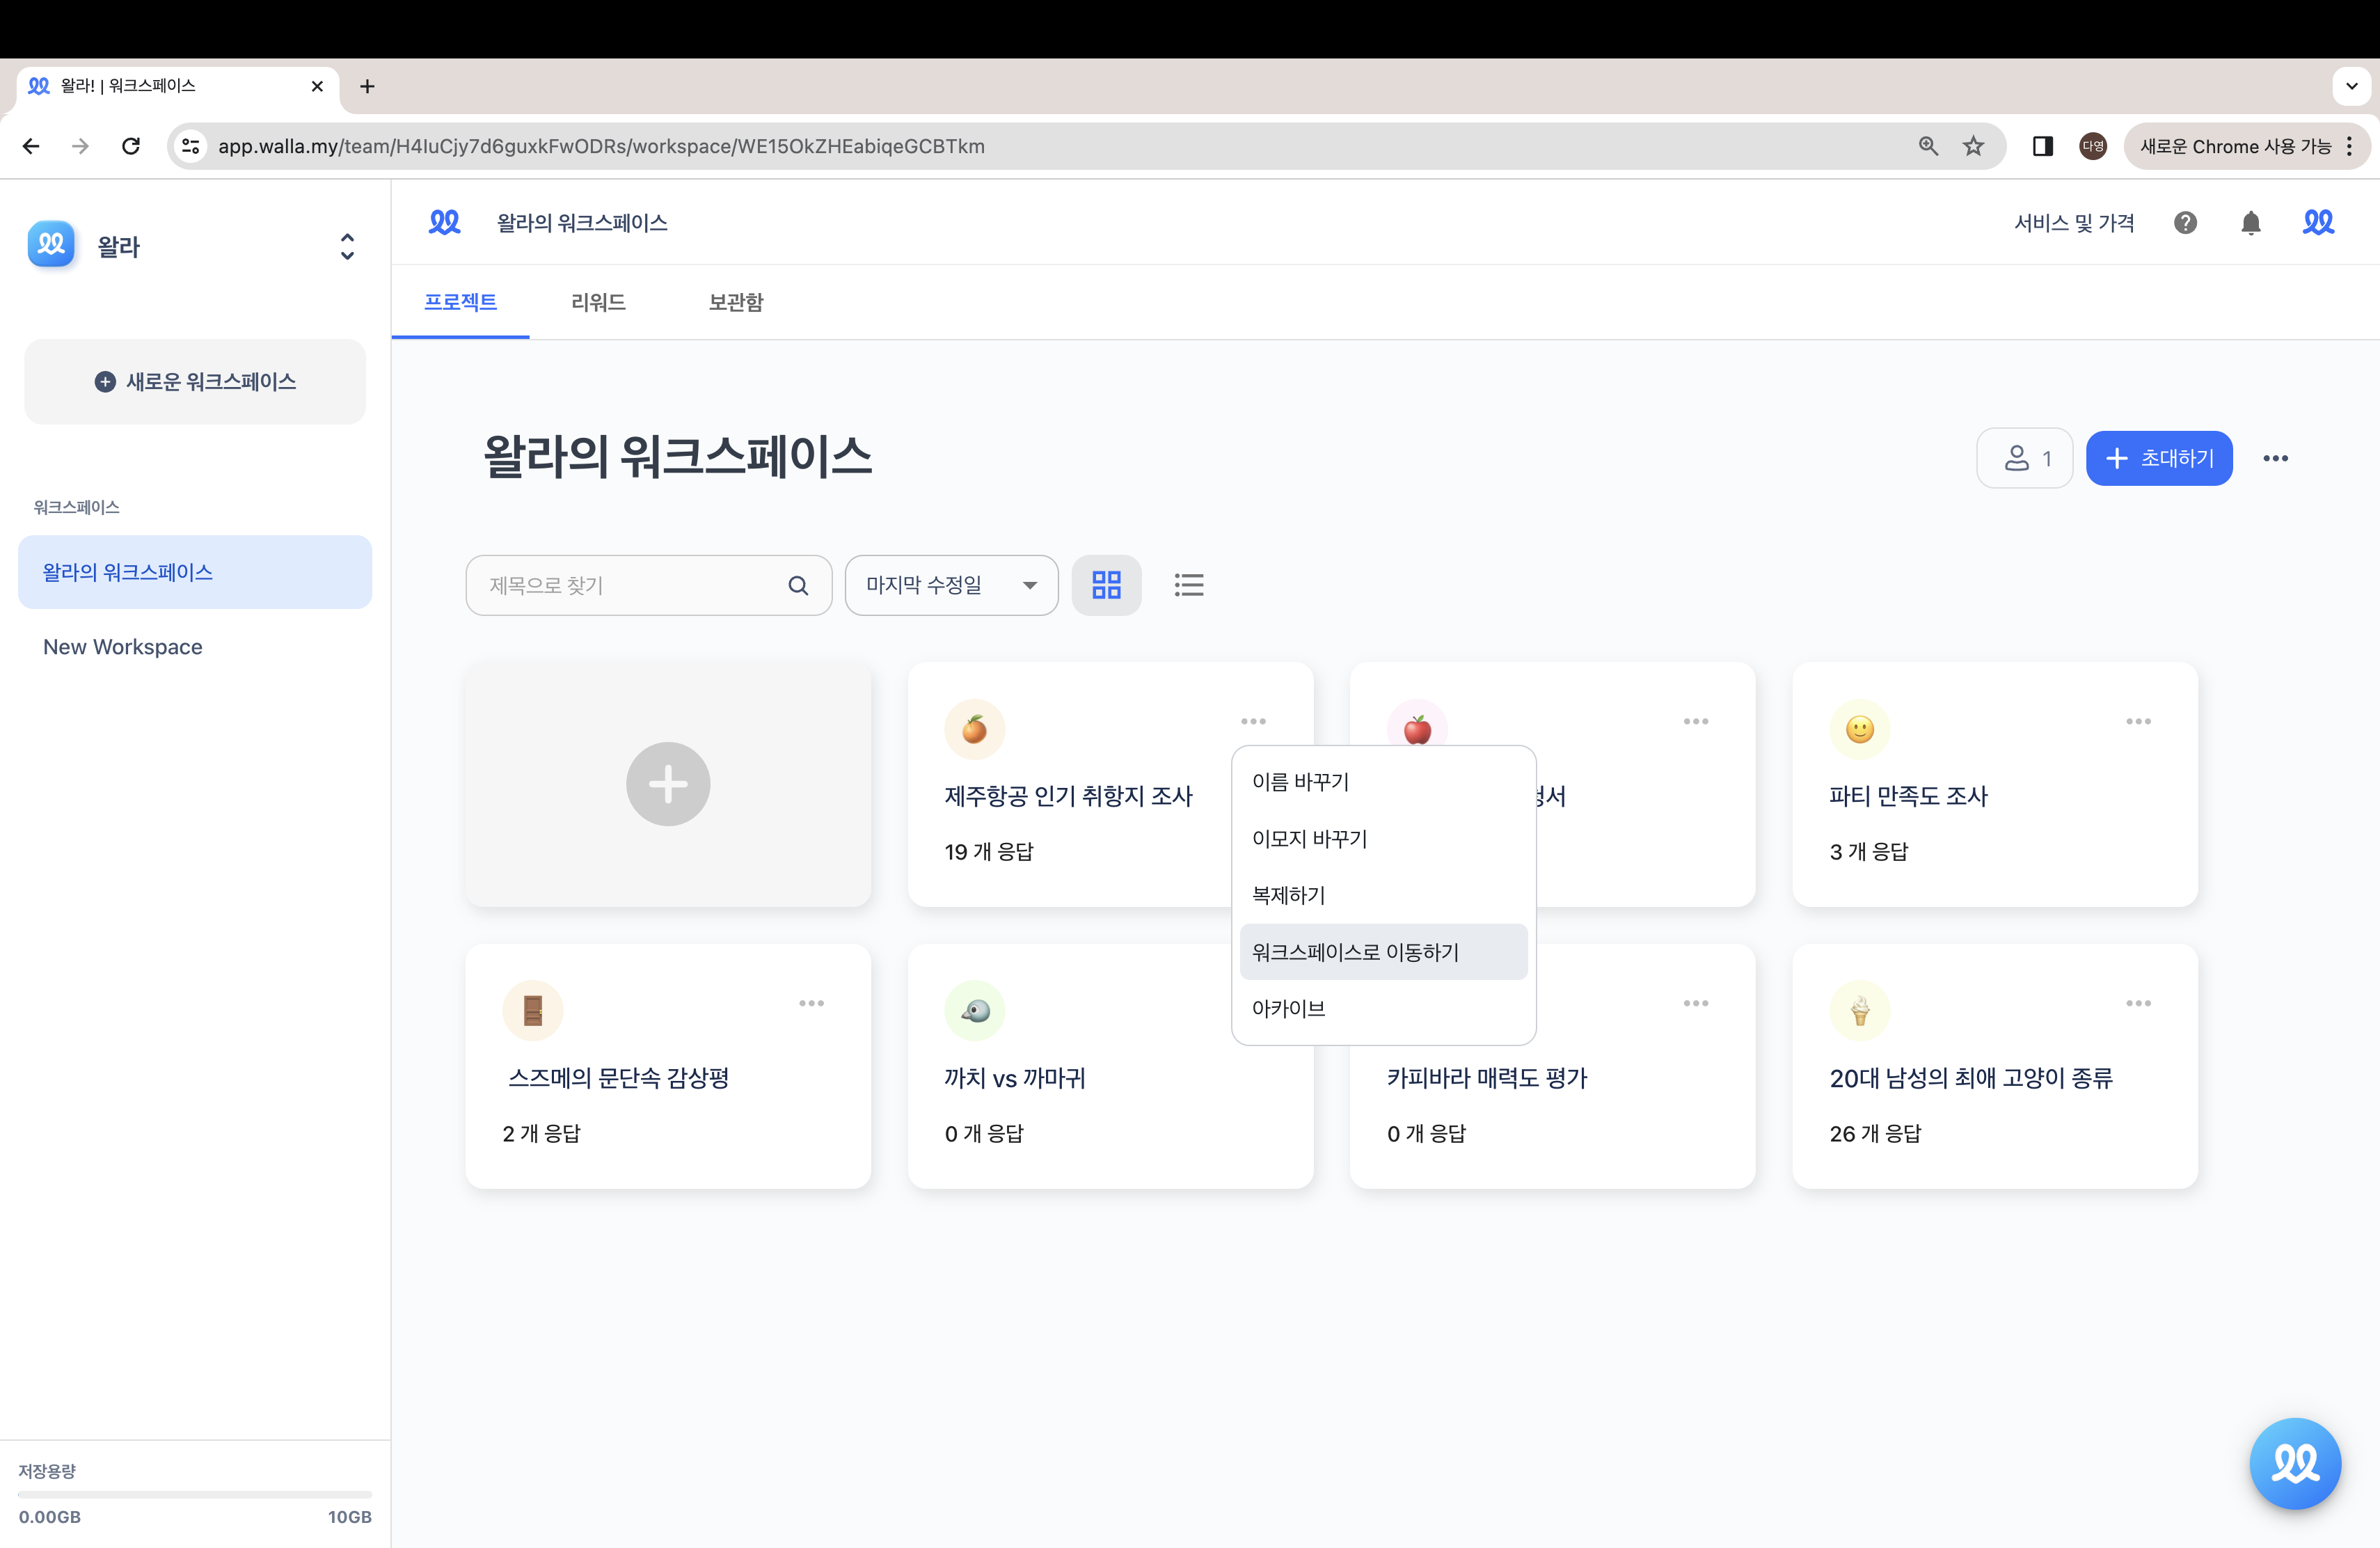 왈라! | 워크스페이스
app.walla.my/team/H4IuCjy7d6guxkFwODRs/workspace/WE15OkZHEabiqeGCBTkm
다영
새로운 Chrome 사용 가능
왈라
왈라의 워크스페이스
서비스 및 가격
프로젝트
리워드
보관함
새로운 워크스페이스
워크스페이스
왈라의 워크스페이스
New Workspace
왈라의 워크스페이스
1
초대하기
제목으로 찾기
마지막 수정일
제주항공 인기 취항지 조사
19 개 응답
이름 바꾸기
이모지 바꾸기
복제하기
워크스페이스로 이동하기
아카이브
파티 만족도 조사
3 개 응답
스즈메의 문단속 감상평
2 개 응답
까치 vs 까마귀
0 개 응답
카피바라 매력도 평가
0 개 응답
20대 남성의 최애 고양이 종류
26 개 응답
저장용량
0.00GB
10GB